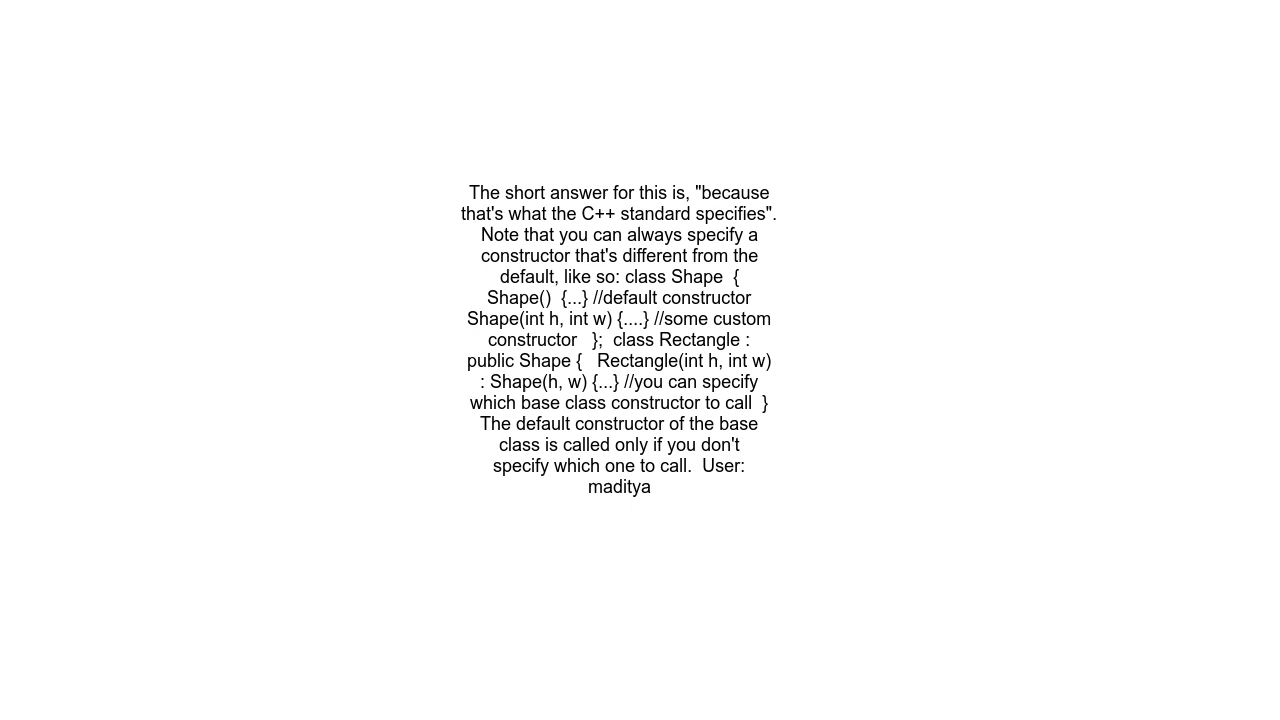 The short answer for this is, "because
that's what the C++ standard specifies".
Note that you can always specify a
constructor that's different from the
default, like so: class Shape  {
Shape()  {...} //default constructor
Shape(int h, int w) {....} //some custom
constructor   };  class Rectangle :
public Shape {   Rectangle(int h, int w)
: Shape(h, w) {...} //you can specify
which base class constructor to call  }
The default constructor of the base
class is called only if you don't
specify which one to call.  User:
maditya